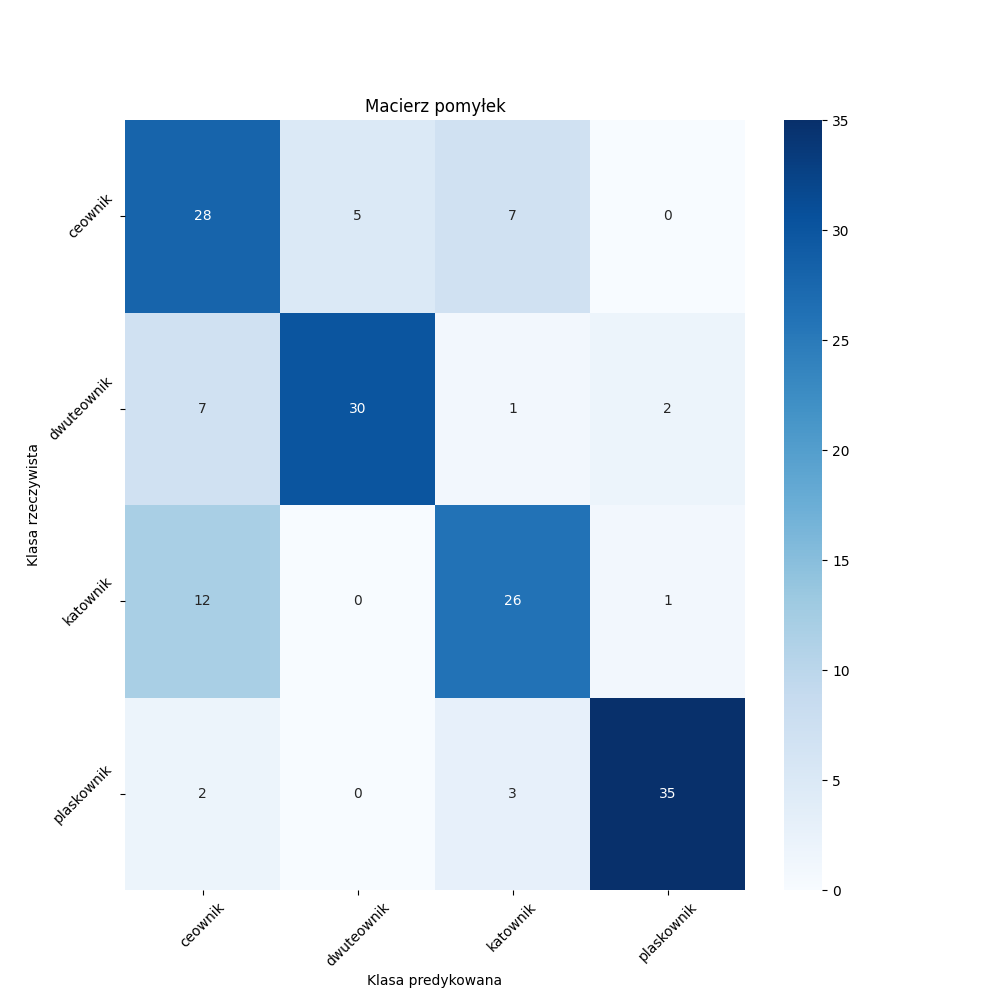 Macierz pomyłek
35
ceownik
28 5 7 0
30
25
dwuteownik
7 30 1 2
20
Klasa rzeczywista
15
katownik
12 0 26 1
10
5
plaskownik
2 0 3 35
0
ceownik dwuteownik katownik plaskownik
Klasa predykowana